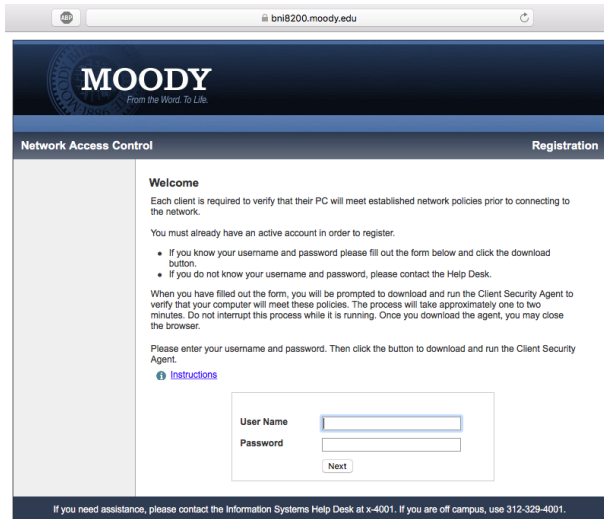 ABP
bni8200.moody.edu
MOODY
From the Word. To Life.
Network Access Control
Registration
Welcome
Each client is required to verify that their PC will meet established network policies prior to connecting to
the network.
You must already have an active account in order to register.
If you know your username and password please fill out the form below and click the download
button.
If you do not know your username and password, please contact the Help Desk.
When you have filled out the form, you will be prompted to download and run the Client Security Agent to
verify that your computer will meet these policies. The process will take approximately one to two
minutes. Do not interrupt this process while it is running. Once you download the agent, you may close
the browser.
Please enter your username and password. Then click the button to download and run the Client Security
Agent.
Instructions
User Name
Password
Next
If you need assistance, please contact the Information Systems Help Desk at x-4001. If you are off campus, use 312-329-4001.